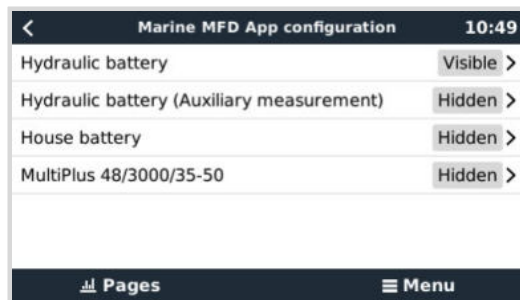 Marine MFD App configuration 10:49
Hydraulic battery Visible
Hydraulic battery (Auxiliary measurement) Hidden
House battery Hidden
MultiPlus 48/3000/35-50 Hidden
Pages Menu